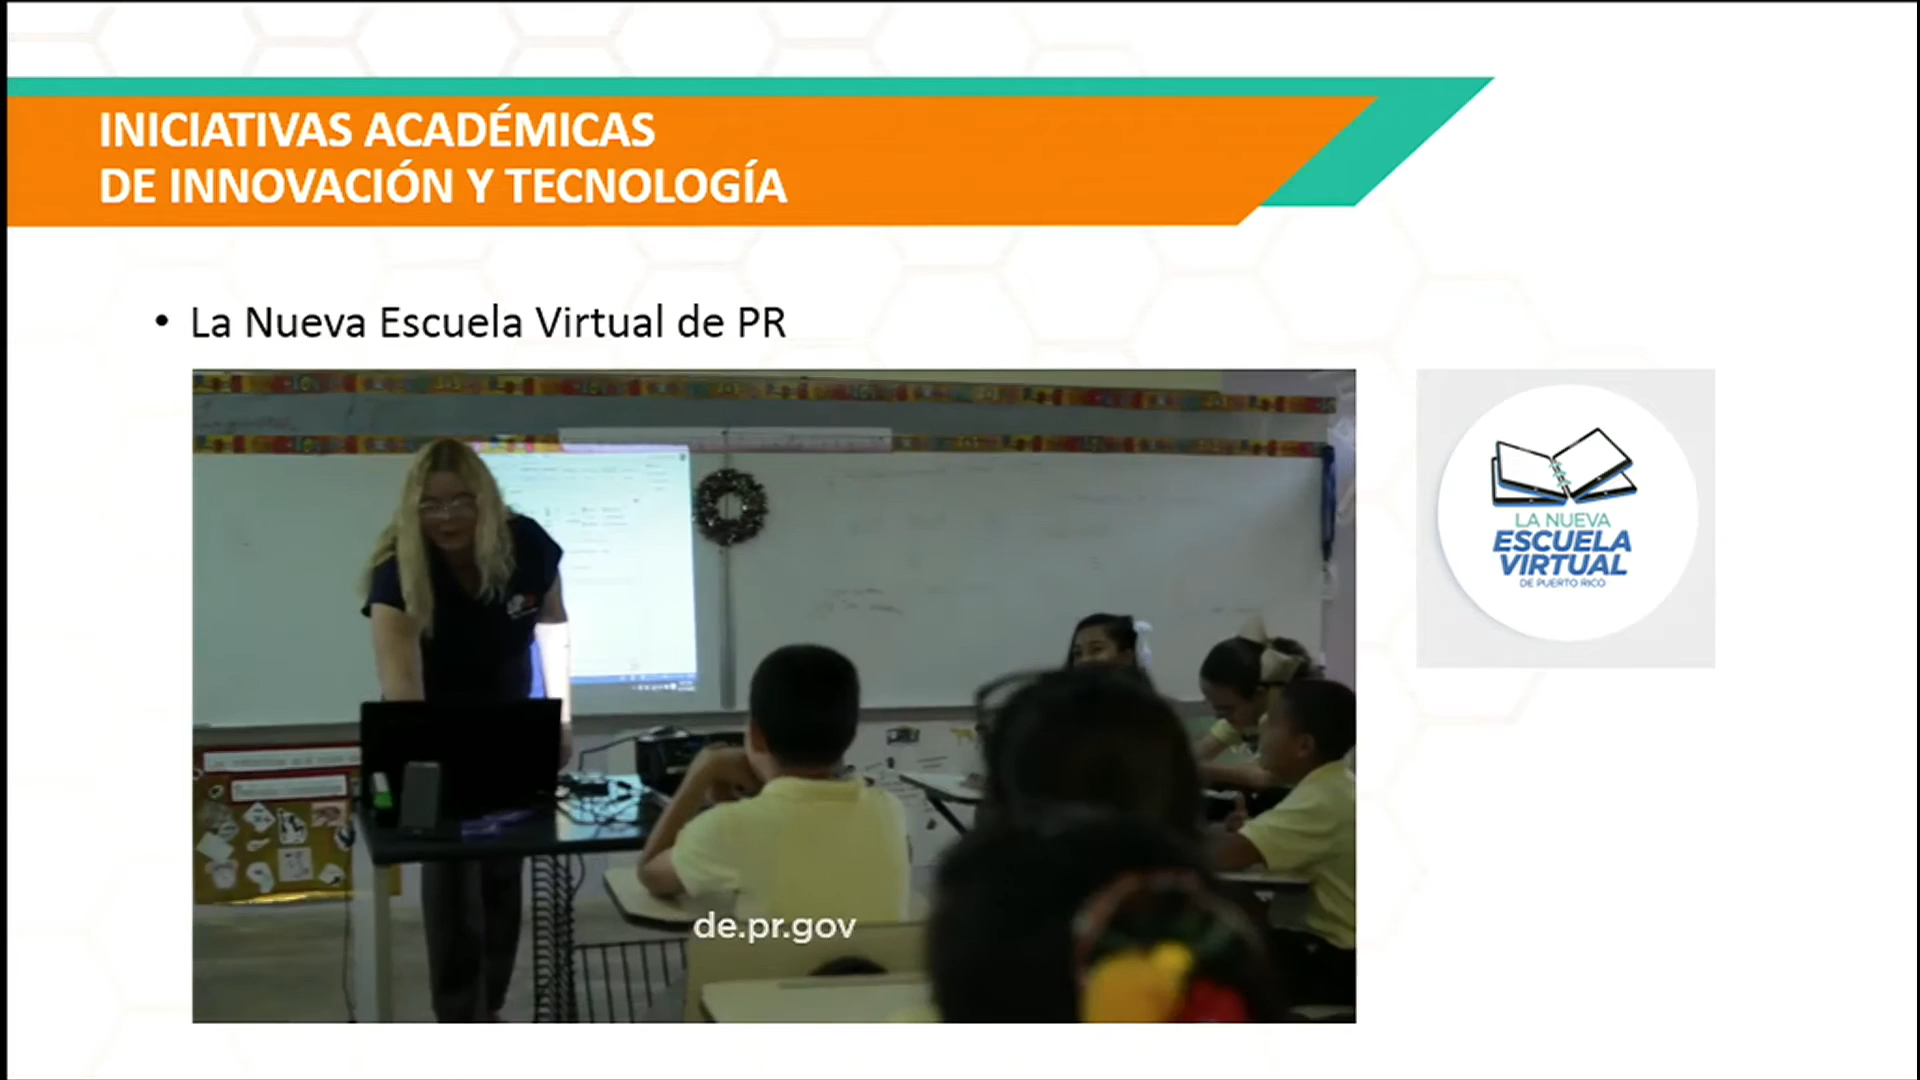 INICIATIVAS ACADÉMICAS
DE INNOVACIÓN Y TECNOLOGÍA
• La Nueva Escuela Virtual de PR
LA NUEVA
ESCUELA
VIRTUAL
DE PUERTO RICO
de.pr.gov